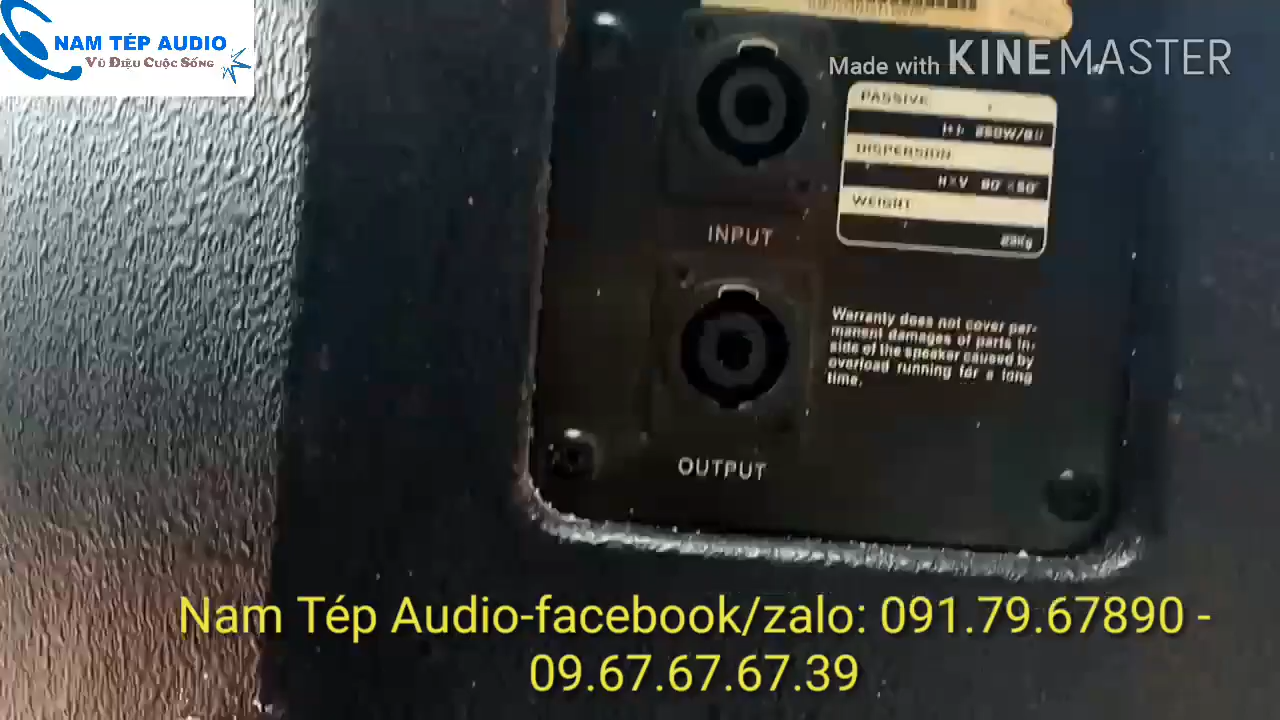 NAM TÉP AUDIO
Vũ Điệu Cuộc Sống
Made with KINEMASTER
PASSIVE
DISPERSION
WEIGHT
INPUT
Warranty does not cover per-
manent damages of parts in-
side of the speaker caused by
overload running for a long
time.
OUTPUT
Nam Tép Audio-facebook/zalo: 091.79.67890 -
09.67.67.67.39